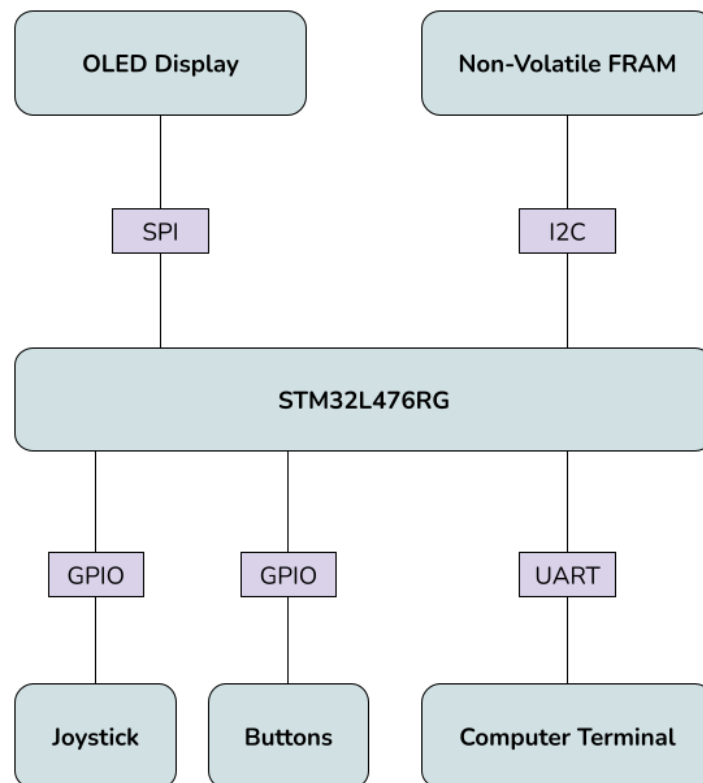 OLED Display
Non-Volatile FRAM
SPI
I2C
STM32L476RG
GPIO
GPIO
UART
Joystick
Buttons
Computer Terminal